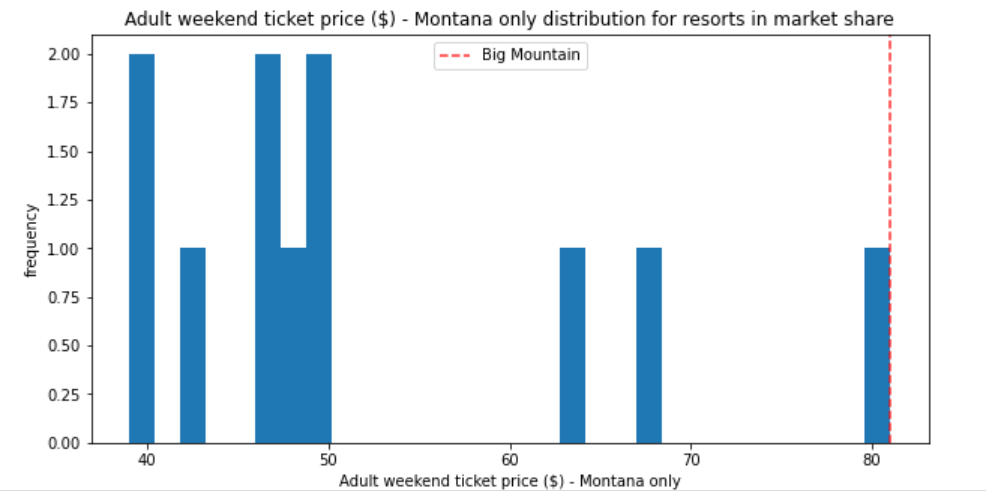 Adult weekend ticket price ($) - Montana only distribution for resorts in market share
Big Mountain
2.00
1.75
1.50
1.25
1.00
0.75
0.50
0.25
0.00
frequency
40 50 60 70 80
Adult weekend ticket price ($) - Montana only